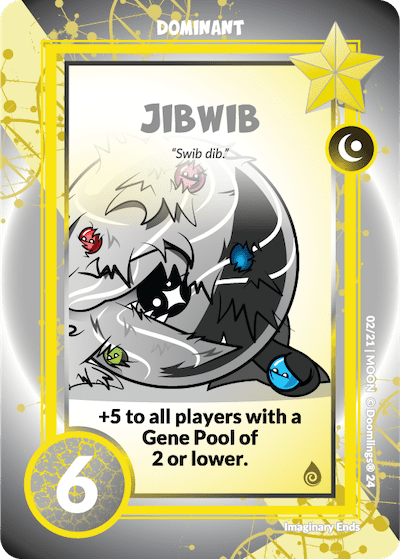 DOMINANT
JIBWIB
"Swib dib."
02/21 | MOON © Doomlings® 24
+5 to all players with a
Gene Pool of
2 or lower.
6
Imaginary Ends